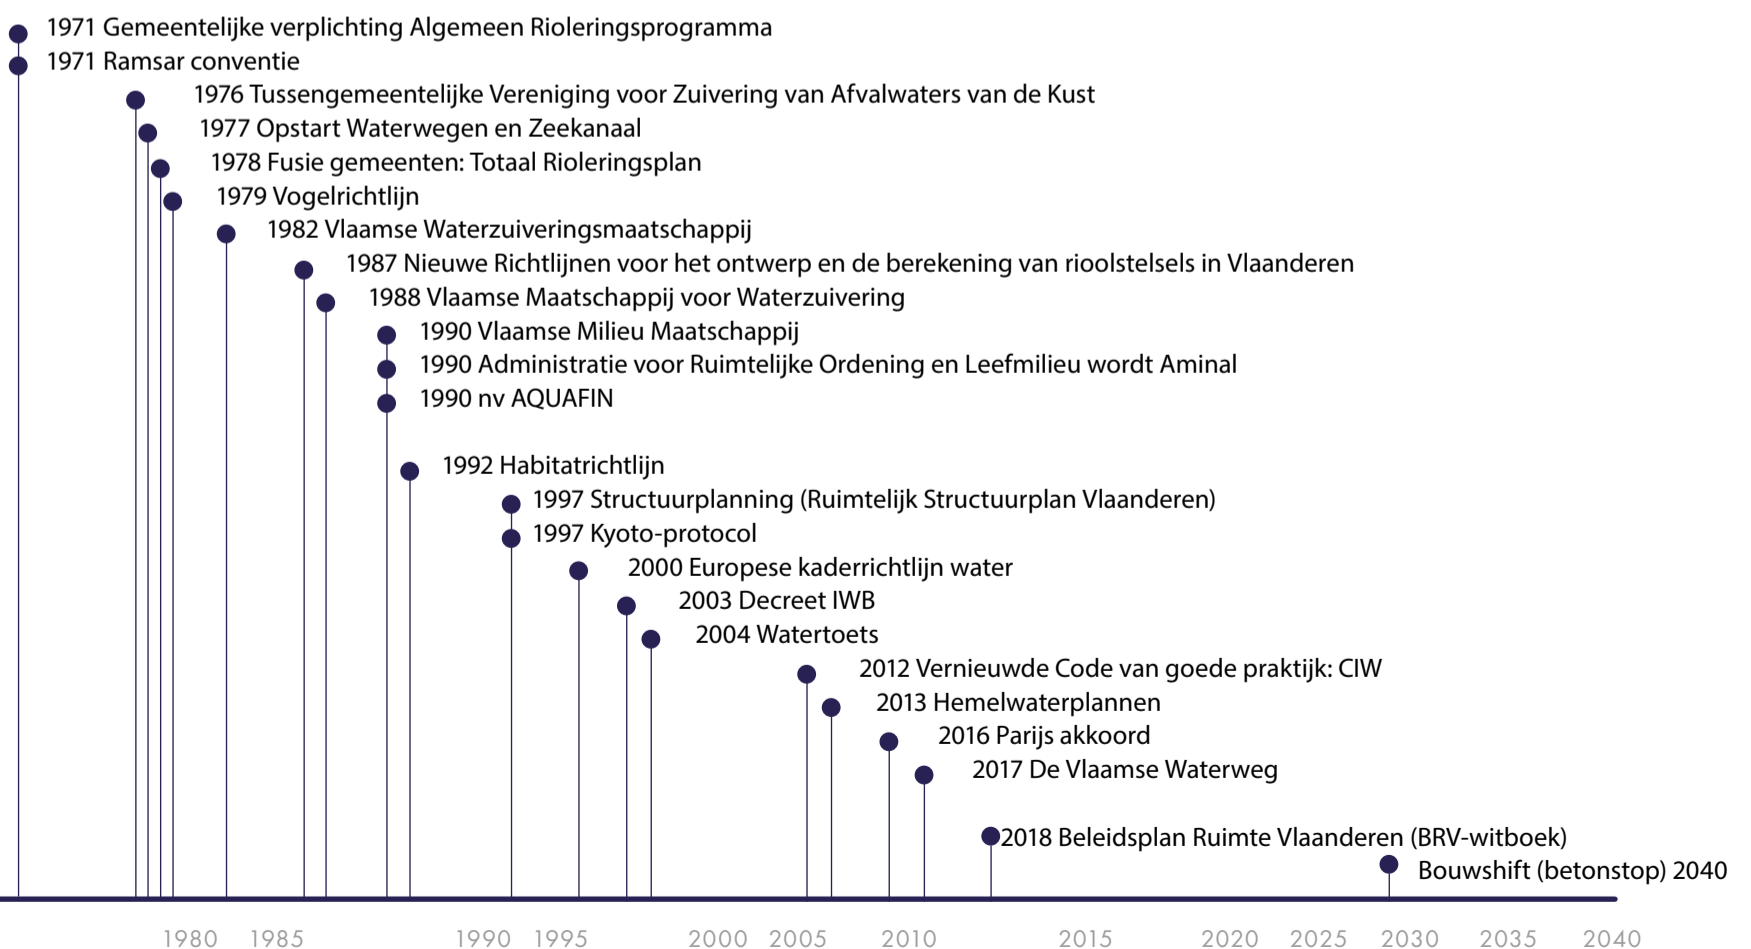 1971 Gemeentelijke verplichting Algemeen Rioleringsprogramma
1971 Ramsar conventie
1976 Tussengemeentelijke Vereniging voor Zuivering van Afvalwaters van de Kust
1977 Opstart Waterwegen en Zeekanaal
1978 Fusie gemeenten: Totaal Rioleringsplan
1979 Vogelrichtlijn
1982 Vlaamse Waterzuiveringsmaatschappij
1987 Nieuwe Richtlijnen voor het ontwerp en de berekening van rioolstelsels in Vlaanderen
1988 Vlaamse Maatschappij voor Waterzuivering
1990 Vlaamse Milieu Maatschappij
1990 Administratie voor Ruimtelijke Ordening en Leefmilieu wordt Aminal
1990 nv AQUAFIN
1992 Habitatrichtlijn
1997 Structuurplanning (Ruimtelijk Structuurplan Vlaanderen)
1997 Kyoto-protocol
2000 Europese kaderrichtlijn water
2003 Decreet IWB
2004 Watertoets
2012 Vernieuwde Code van goede praktijk: CIW
2013 Hemelwaterplannen
2016 Parijs akkoord
2017 De Vlaamse Waterweg
2018 Beleidsplan Ruimte Vlaanderen (BRV-witboek)
Bouwshift (betonstop) 2040
1980 1985 1990 1995 2000 2005 2010 2015 2020 2025 2030 2035 2040